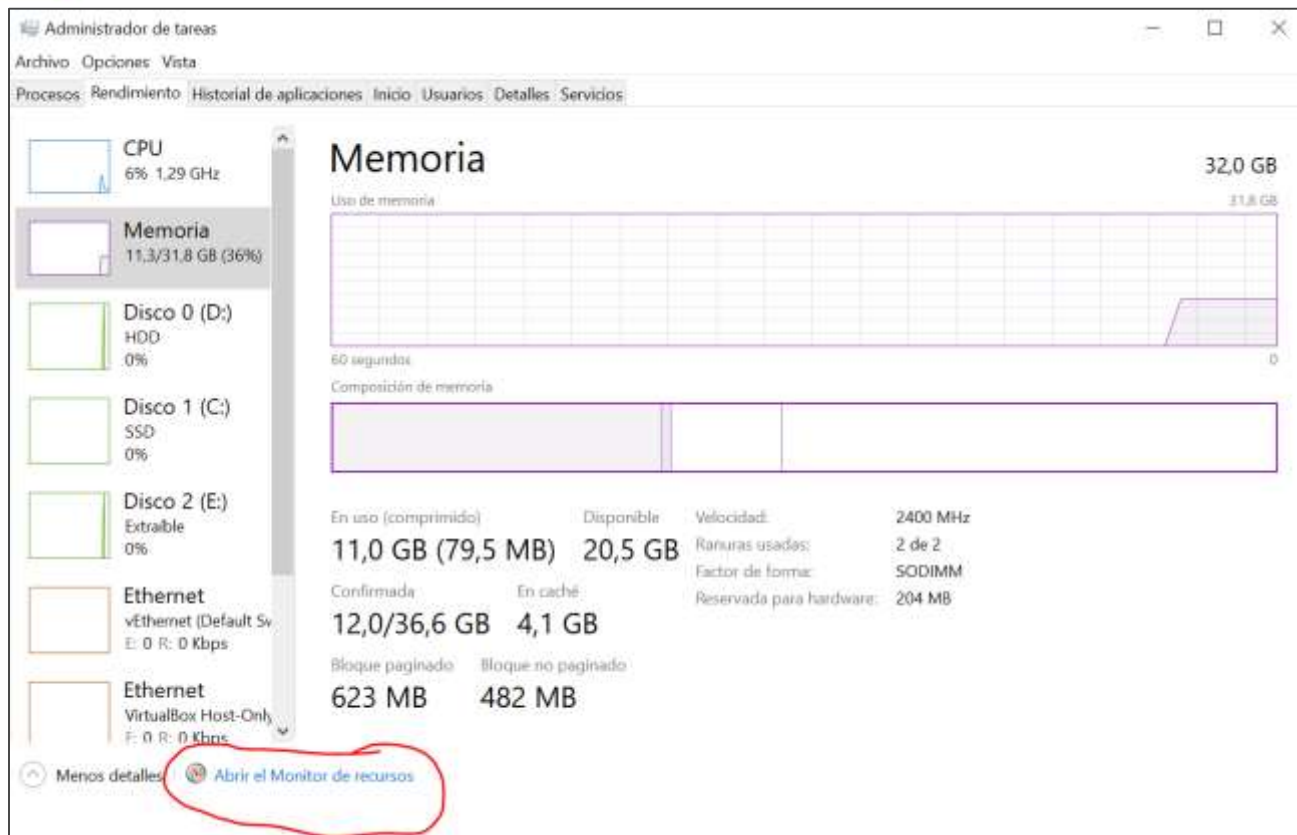 Administrador de tareas
Archivo Opciones Vista
Procesos Rendimiento Historial de aplicaciones Inicio Usuarios Detalles Servicios
CPU
6% 1,29 GHz
Memoria
11,3/31,8 GB (36%)
Disco 0 (D:)
HDD
0%
Disco 1 (C:)
SSD
0%
Disco 2 (E:)
Extraíble
0%
Ethernet
vEthernet (Default Sw
E: 0 R: 0 Kbps
Ethernet
VirtualBox Host-Only
E: 0 R: 0 Kbps
Memoria 32,0 GB
Uso de memoria 31,8 GB
60 segundos 0
Composición de memoria
En uso (comprimido) Disponible
11,0 GB (79,5 MB) 20,5 GB
Confirmada En caché
12,0/36,6 GB 4,1 GB
Bloque paginado Bloque no paginado
623 MB 482 MB
Velocidad: 2400 MHz
Ranuras usadas: 2 de 2
Factor de forma: SODIMM
Reservada para hardware: 204 MB
Menos detalles Abrir el Monitor de recursos